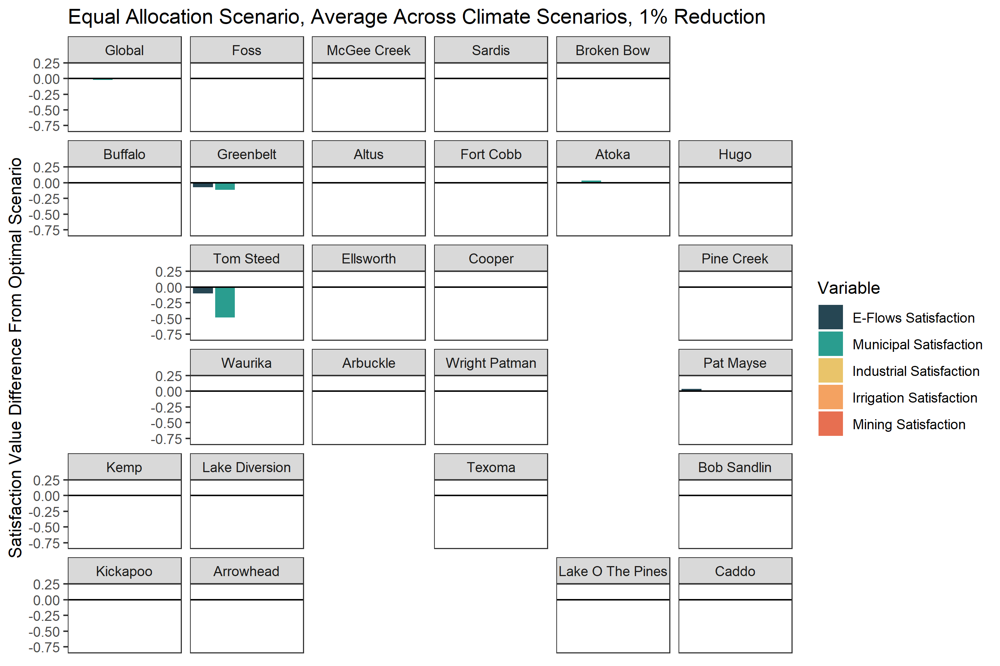 Equal Allocation Scenario, Average Across Climate Scenarios, 1% Reduction
Satisfaction Value Difference From Optimal Scenario
Global
Foss
McGee Creek
Sardis
Broken Bow
0.25
0.00
-0.25
-0.50
-0.75
Buffalo
Greenbelt
Altus
Fort Cobb
Atoka
Hugo
0.25
0.00
-0.25
-0.50
-0.75
Tom Steed
Ellsworth
Cooper
Pine Creek
0.25
0.00
-0.25
-0.50
-0.75
Waurika
Arbuckle
Wright Patman
Pat Mayse
0.25
0.00
-0.25
-0.50
-0.75
Kemp
Lake Diversion
Texoma
Bob Sandlin
0.25
0.00
-0.25
-0.50
-0.75
Kickapoo
Arrowhead
Lake O The Pines
Caddo
0.25
0.00
-0.25
-0.50
-0.75
Variable
E-Flows Satisfaction
Municipal Satisfaction
Industrial Satisfaction
Irrigation Satisfaction
Mining Satisfaction